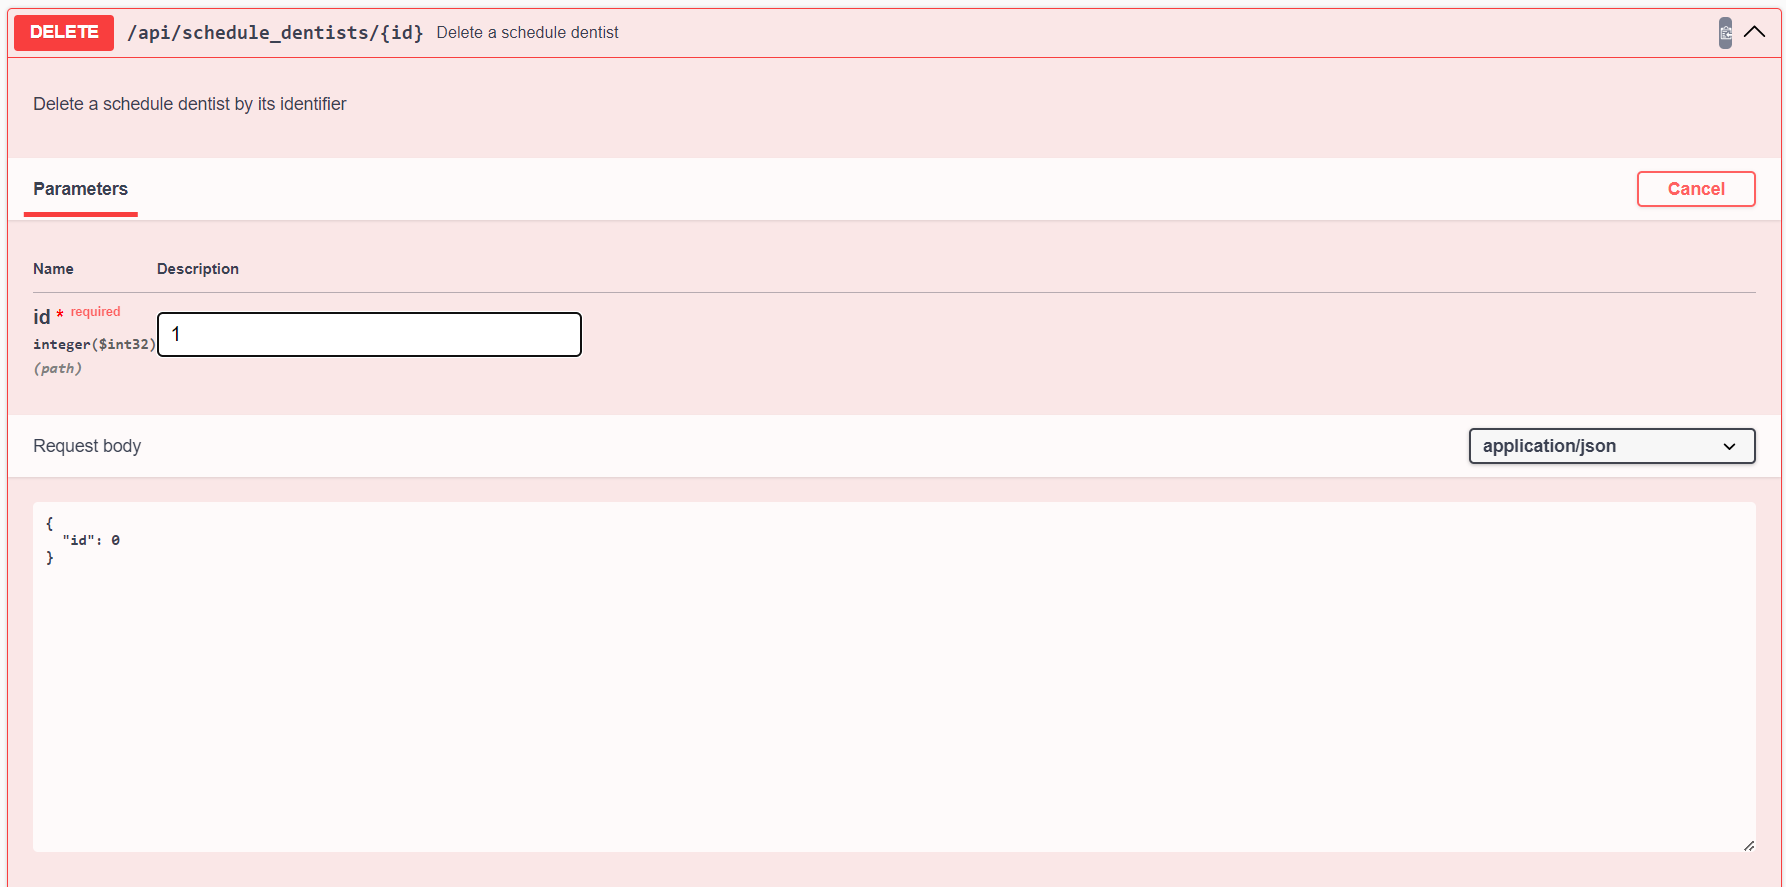 DELETE /api/schedule_dentists/{id} Delete a schedule dentist
Delete a schedule dentist by its identifier
Parameters
Cancel
Name Description
id * required
integer($int32)
(path)
1
Request body
application/json
{
  "id": 0
}